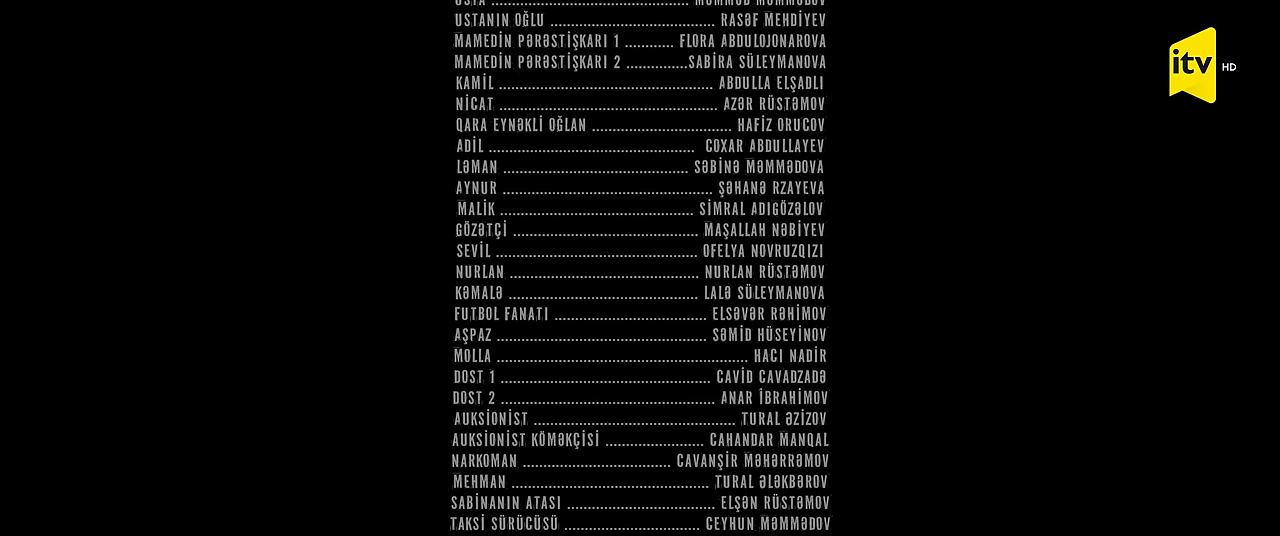 USTA ........ MƏMMƏD MƏMMƏDOV
USTANIN OĞLU ........ RASƏF MEHDİYEV
MAMEDİN PƏRƏSTİŞKARI 1 ........ FLORA ABDULOJONAROVA
MAMEDİN PƏRƏSTİŞKARI 2 ........SABİRA SÜLEYMANOVA
KAMİL ........ ABDULLA ELŞADLI
NİCAT ........ AZƏR RÜSTƏMOV
QARA EYNƏKLİ OĞLAN ........ HAFİZ ORUCOV
ADİL ........ COXAR ABDULLAYEV
LƏMAN ........ SƏBİNƏ MƏMMƏDOVA
AYNUR ........ ŞƏHANƏ RZAYEVA
MALİK ........ SİMRAL ADIGÖZƏLOV
GÖZƏTÇİ ........ MAŞALLAH NƏBİYEV
SEVİL ........ OFELYA NOVRUZQIZI
NURLAN ........ NURLAN RÜSTƏMOV
KƏMALƏ ........ LALƏ SÜLEYMANOVA
FUTBOL FANATI ........ ELSƏVƏR RƏHİMOV
AŞPAZ ........ SƏMİD HÜSEYİNOV
MOLLA ........ HACI NADİR
DOST 1 ........ CAVİD CAVADZADƏ
DOST 2 ........ ANAR İBRAHİMOV
AUKSİONİST ........ TURAL ƏZİZOV
AUKSİONİST KÖMƏKÇİSİ ........ CAHANDAR MANQAL
NARKOMAN ........ CAVANŞİR MƏHƏRRƏMOV
MEHMAN ........ TURAL ƏLƏKBƏROV
SABİNANIN ATASI ........ ELŞƏN RÜSTƏMOV
TAKSİ SÜRÜCÜSÜ ........ CEYHUN MƏMMƏDOV
itv HD